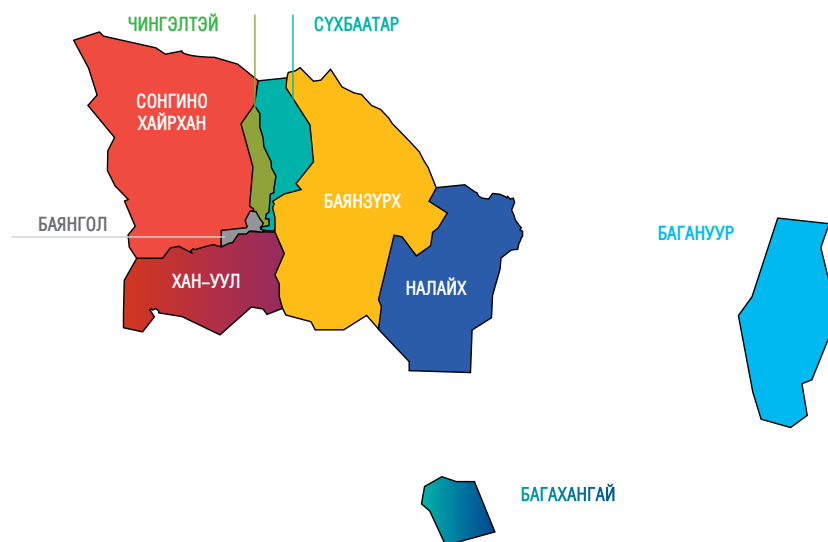 ЧИНГЭЛТЭЙ
СҮХБААТАР
СОНГИНО
ХАЙРХАН
БАЯНЗҮРХ
БАЯНГОЛ
БАГАНУУР
ХАН–УУЛ
НАЛАЙХ
БАГАХАНГАЙ